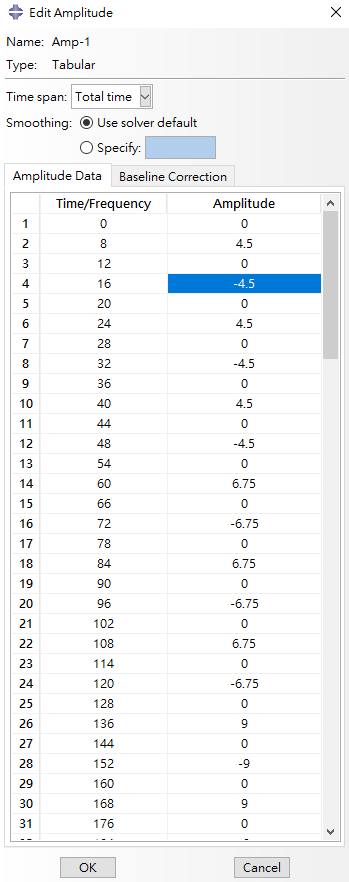 Edit Amplitude
Name: Amp-1
Type: Tabular
Time span: Total time
Smoothing: Use solver default
Specify:
Amplitude Data Baseline Correction
Time/Frequency Amplitude
1 0 0
2 8 4.5
3 12 0
4 16 -4.5
5 20 0
6 24 4.5
7 28 0
8 32 -4.5
9 36 0
10 40 4.5
11 44 0
12 48 -4.5
13 54 0
14 60 6.75
15 66 0
16 72 -6.75
17 78 0
18 84 6.75
19 90 0
20 96 -6.75
21 102 0
22 108 6.75
23 114 0
24 120 -6.75
25 128 0
26 136 9
27 144 0
28 152 -9
29 160 0
30 168 9
31 176 0
OK Cancel